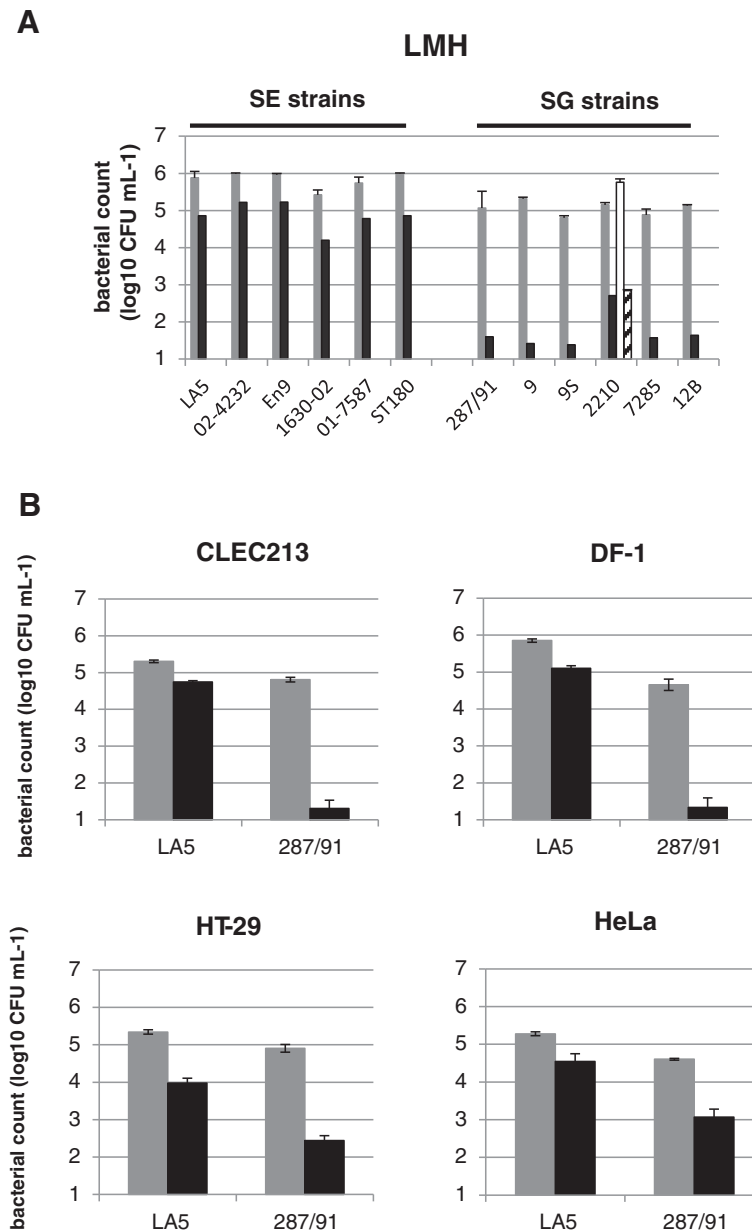 A
LMH
SE strains
SG strains
bacterial count
(log10 CFU mL-1)
7
6
5
4
3
2
1
LA5
02-4232
En9
1630-02
01-7587
ST180
287/91
9
9S
2210
7285
12B
B
CLEC213
bacterial count (log10 CFU mL-1)
7
6
5
4
3
2
1
LA5
287/91
DF-1
7
6
5
4
3
2
1
LA5
287/91
HT-29
bacterial count (log10 CFU mL-1)
7
6
5
4
3
2
1
LA5
287/91
HeLa
7
6
5
4
3
2
1
LA5
287/91